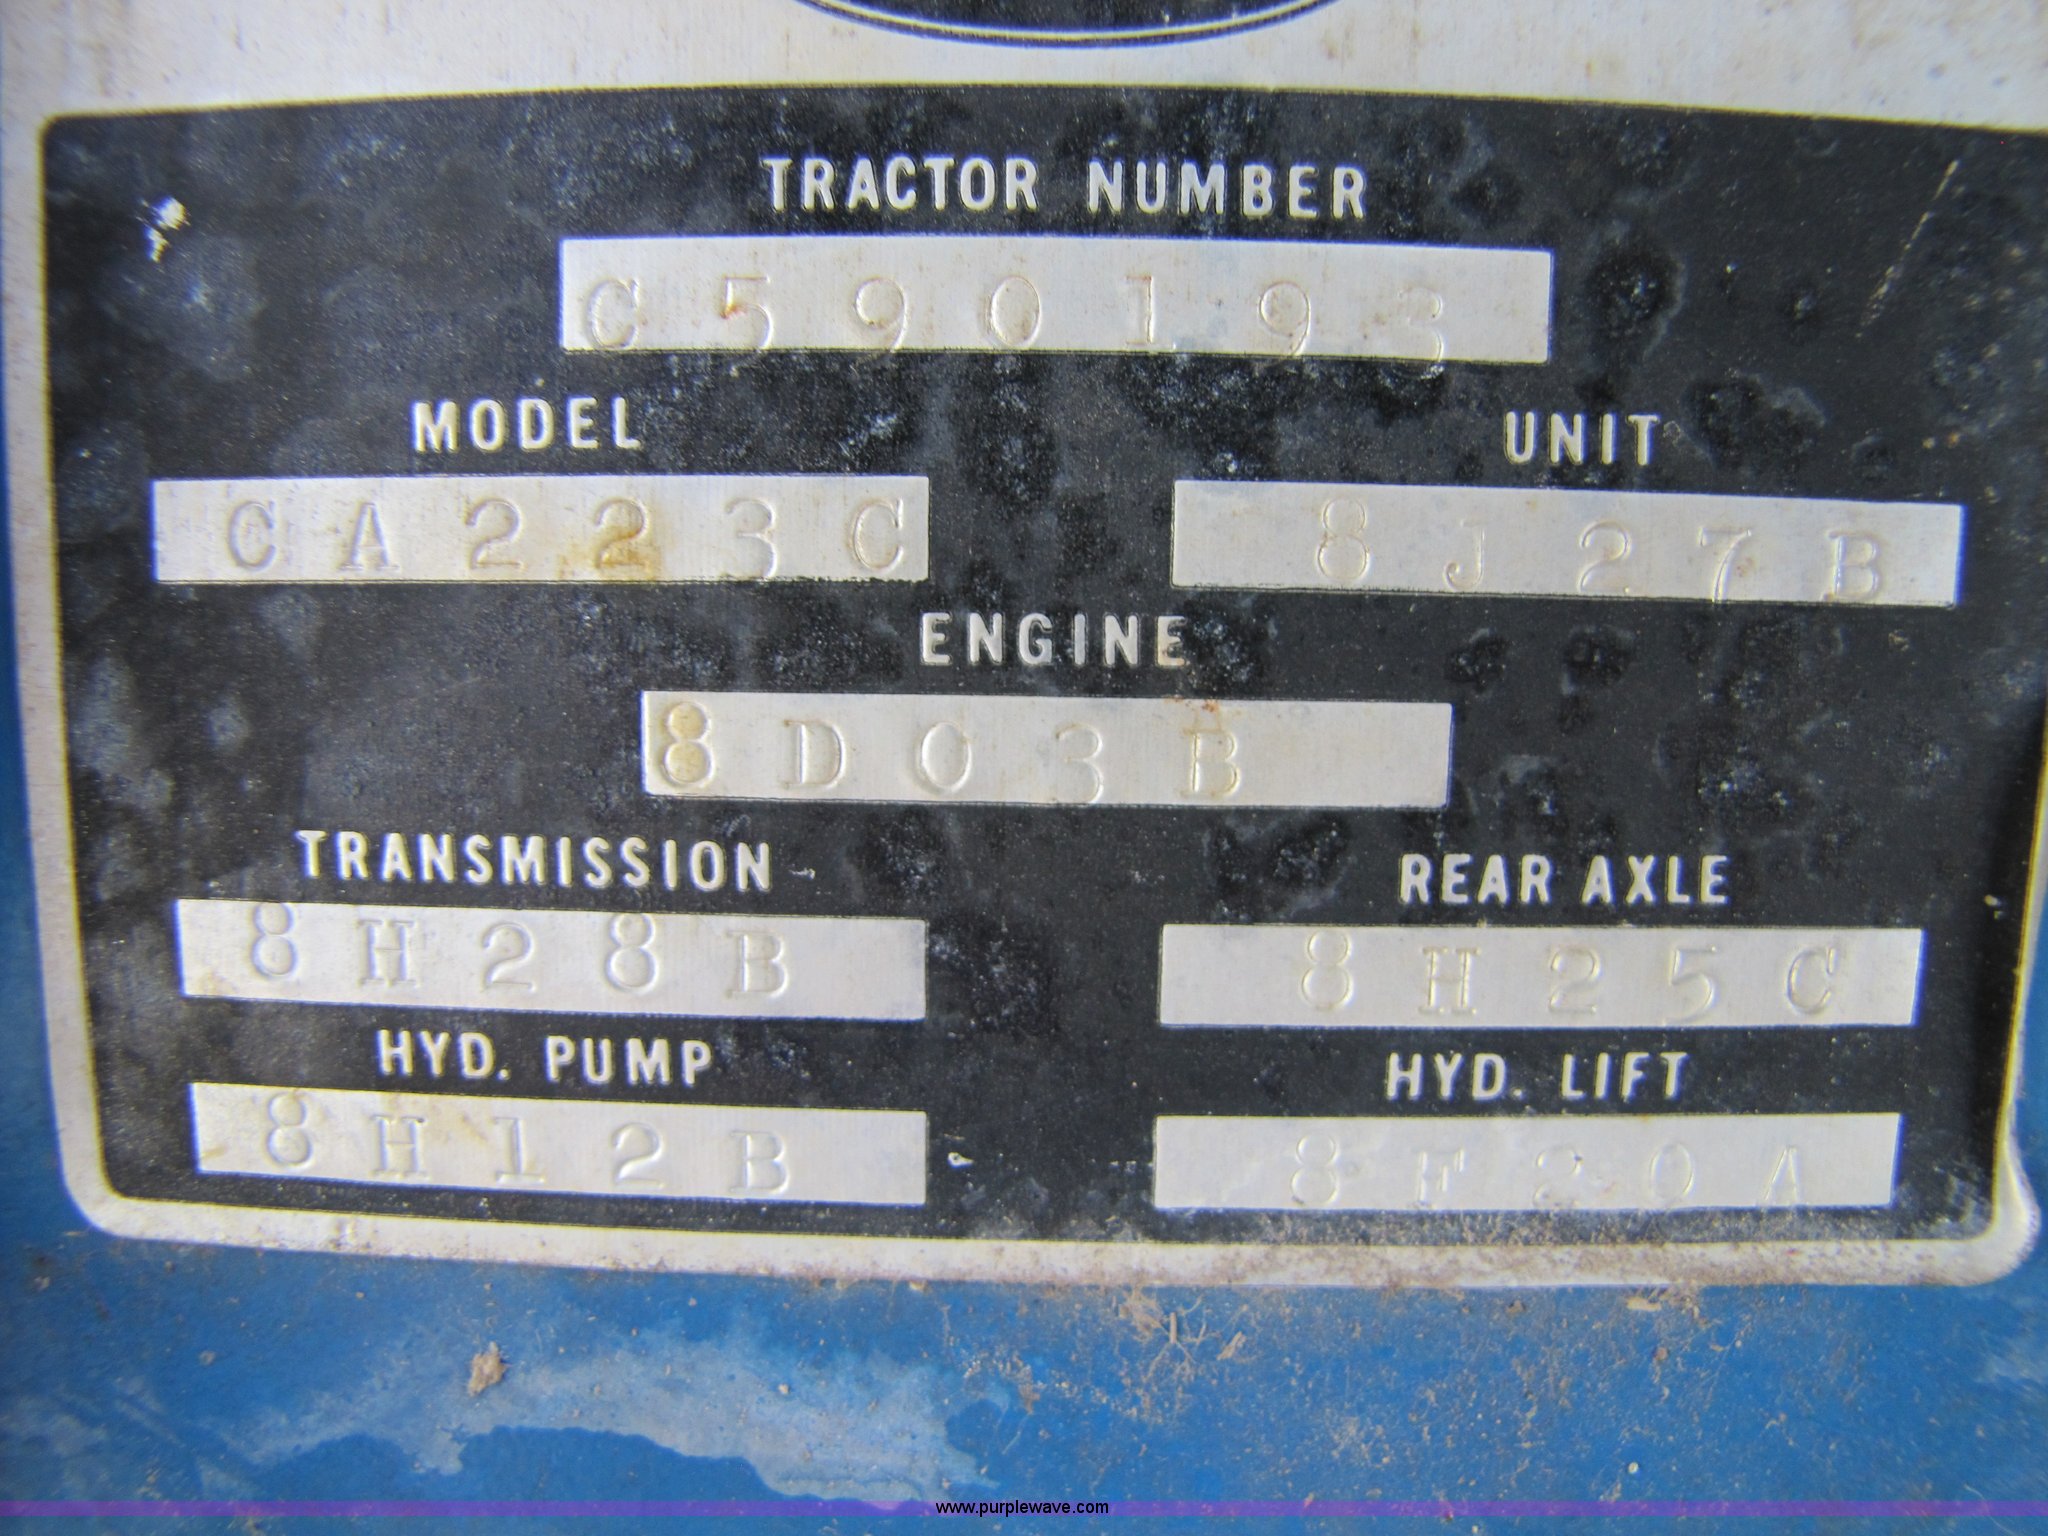 TRACTOR NUMBER
C590193
MODEL UNIT
CA223C 8J27B
ENGINE
8D03B
TRANSMISSION REAR AXLE
8H28B 8H25C
HYD. PUMP HYD. LIFT
8H12B 8F20A
www.purplewave.com